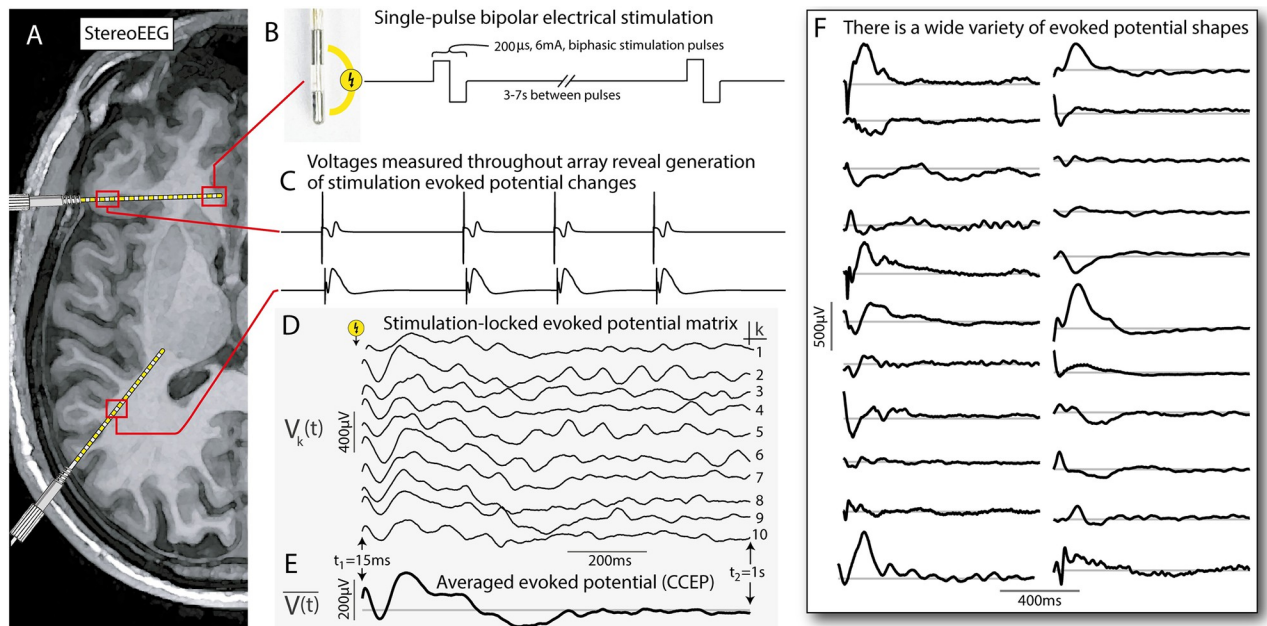 A
StereoEEG
B
Single-pulse bipolar electrical stimulation
200μs, 6mA, biphasic stimulation pulses
3-7s between pulses
C
Voltages measured throughout array reveal generation
of stimulation evoked potential changes
D
Stimulation-locked evoked potential matrix
k
1
2
3
4
5
6
7
8
9
10
Vk(t)
400μV
200ms
t1=15ms
t2=1s
E
Averaged evoked potential (CCEP)
V(t)
200μV
F
There is a wide variety of evoked potential shapes
500μV
400ms